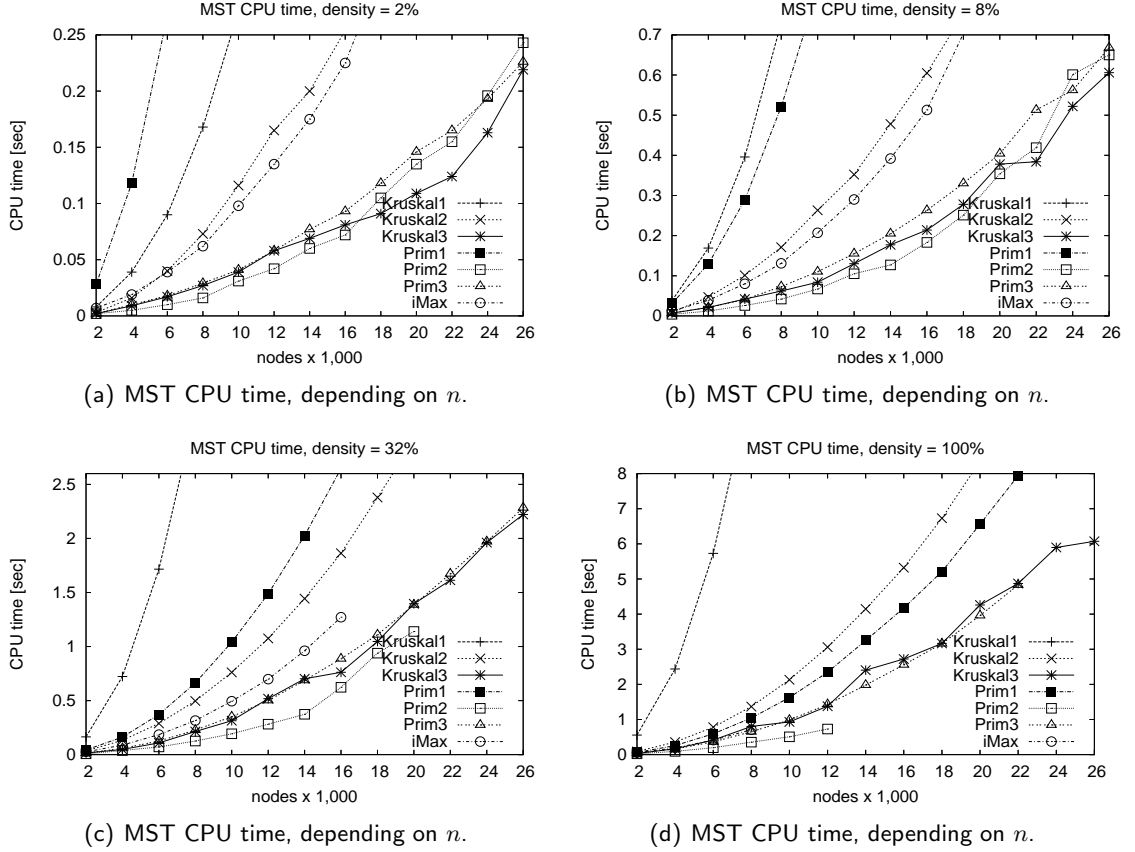 MST CPU time, density = 2%
CPU time [sec]
0.25
0.2
0.15
0.1
0.05
0
2 4 6 8 10 12 14 16 18 20 22 24 26
nodes x 1,000
Kruskal1
Kruskal2
Kruskal3
Prim1
Prim2
Prim3
iMax
(a) MST CPU time, depending on n.
MST CPU time, density = 8%
CPU time [sec]
0.7
0.6
0.5
0.4
0.3
0.2
0.1
0
2 4 6 8 10 12 14 16 18 20 22 24 26
nodes x 1,000
Kruskal1
Kruskal2
Kruskal3
Prim1
Prim2
Prim3
iMax
(b) MST CPU time, depending on n.
MST CPU time, density = 32%
CPU time [sec]
2.5
2
1.5
1
0.5
0
2 4 6 8 10 12 14 16 18 20 22 24 26
nodes x 1,000
Kruskal1
Kruskal2
Kruskal3
Prim1
Prim2
Prim3
iMax
(c) MST CPU time, depending on n.
MST CPU time, density = 100%
CPU time [sec]
8
7
6
5
4
3
2
1
0
2 4 6 8 10 12 14 16 18 20 22 24 26
nodes x 1,000
Kruskal1
Kruskal2
Kruskal3
Prim1
Prim2
Prim3
iMax
(d) MST CPU time, depending on n.